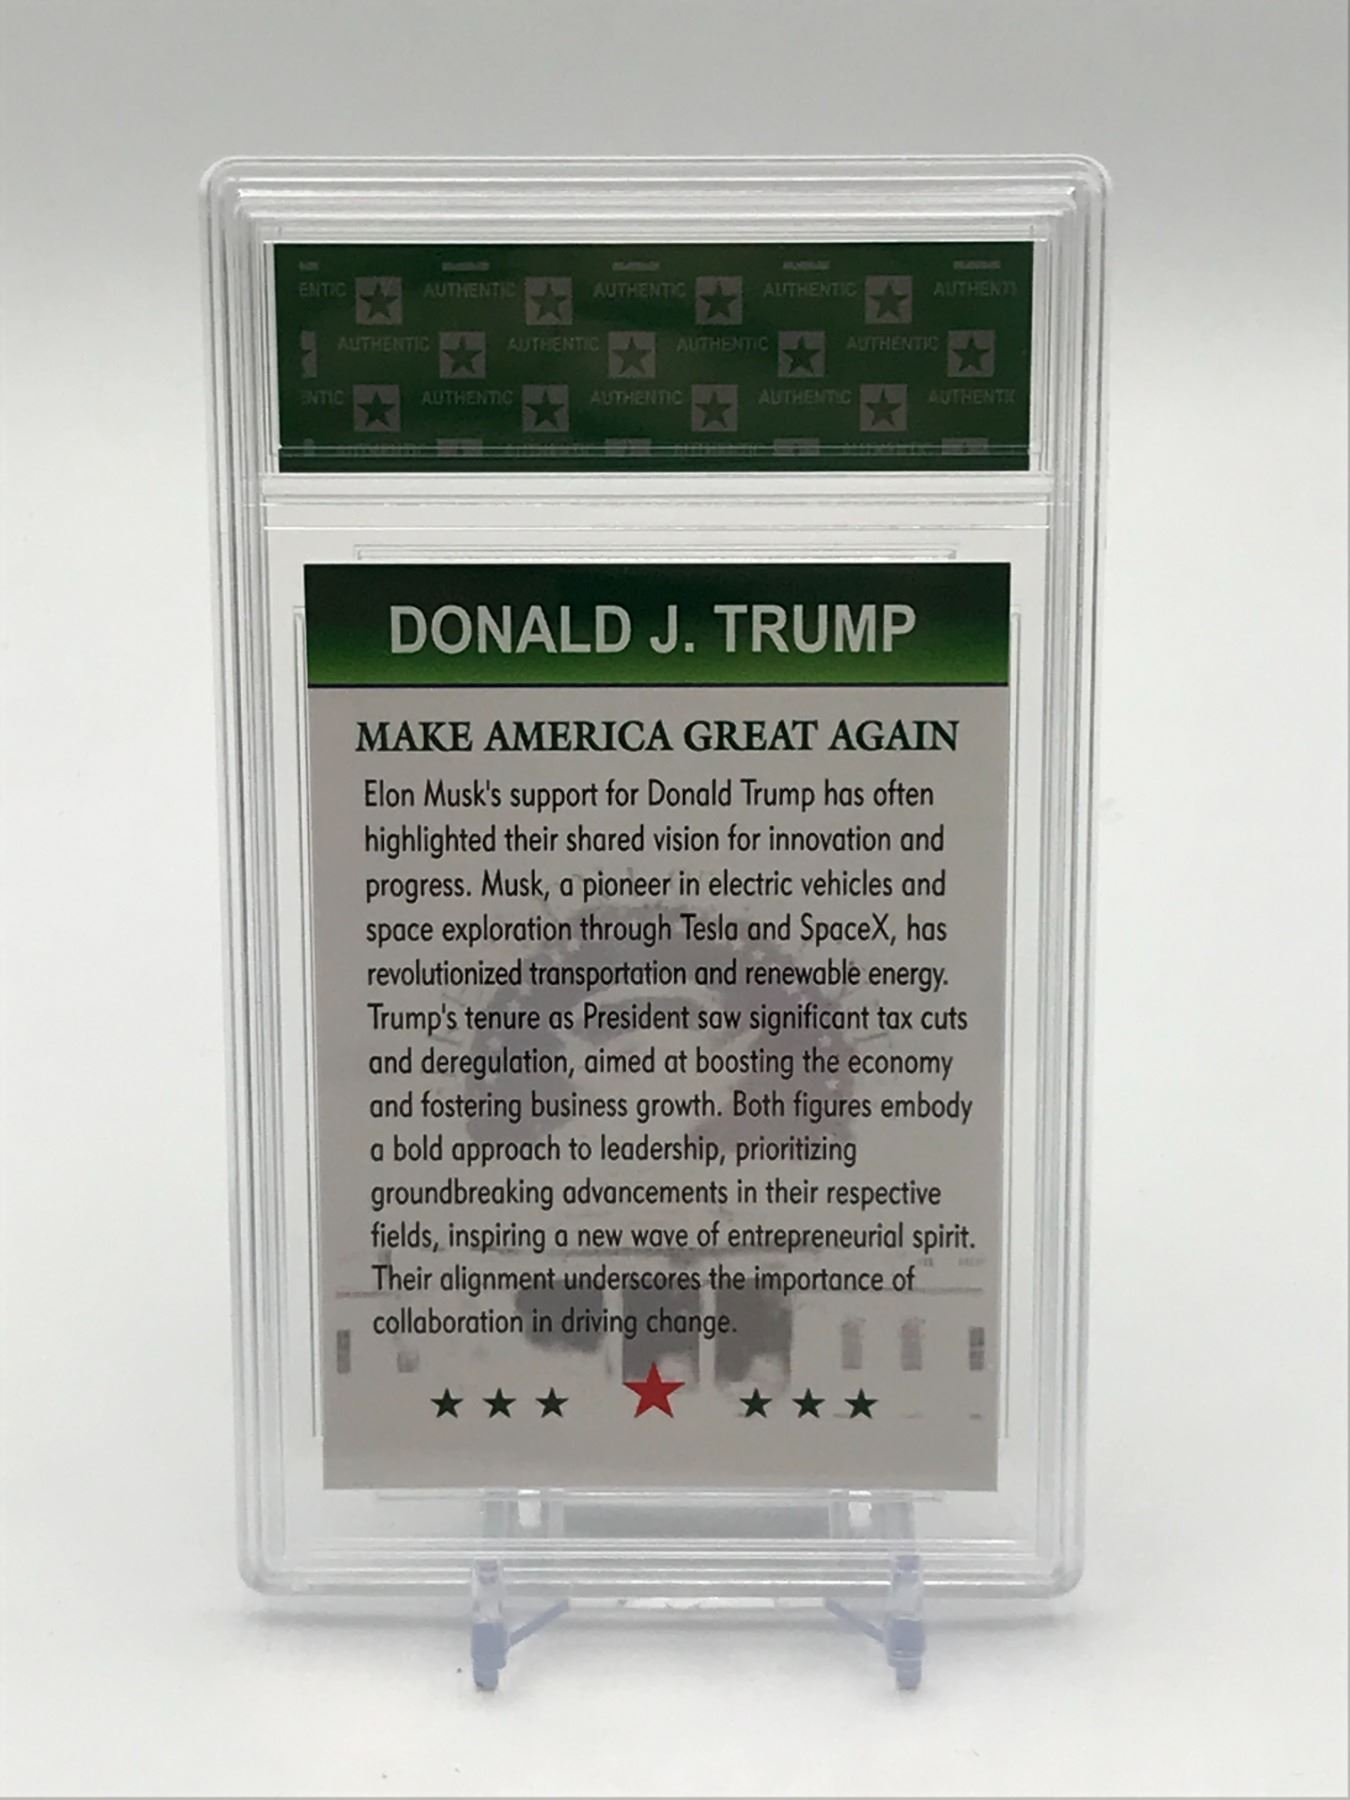 ENTIC AUTHENTIC AUTHENTIC AUTHENTIC AUTHENTI
AUTHENTIC AUTHENTIC AUTHENTIC AUTHENTIC
NTIC AUTHENTIC AUTHENTIC AUTHENTIC AUTHENTIC
DONALD J. TRUMP
MAKE AMERICA GREAT AGAIN
Elon Musk's support for Donald Trump has often
highlighted their shared vision for innovation and
progress. Musk, a pioneer in electric vehicles and
space exploration through Tesla and SpaceX, has
revolutionized transportation and renewable energy.
Trump's tenure as President saw significant tax cuts
and deregulation, aimed at boosting the economy
and fostering business growth. Both figures embody
a bold approach to leadership, prioritizing
groundbreaking advancements in their respective
fields, inspiring a new wave of entrepreneurial spirit.
Their alignment underscores the importance of
collaboration in driving change.